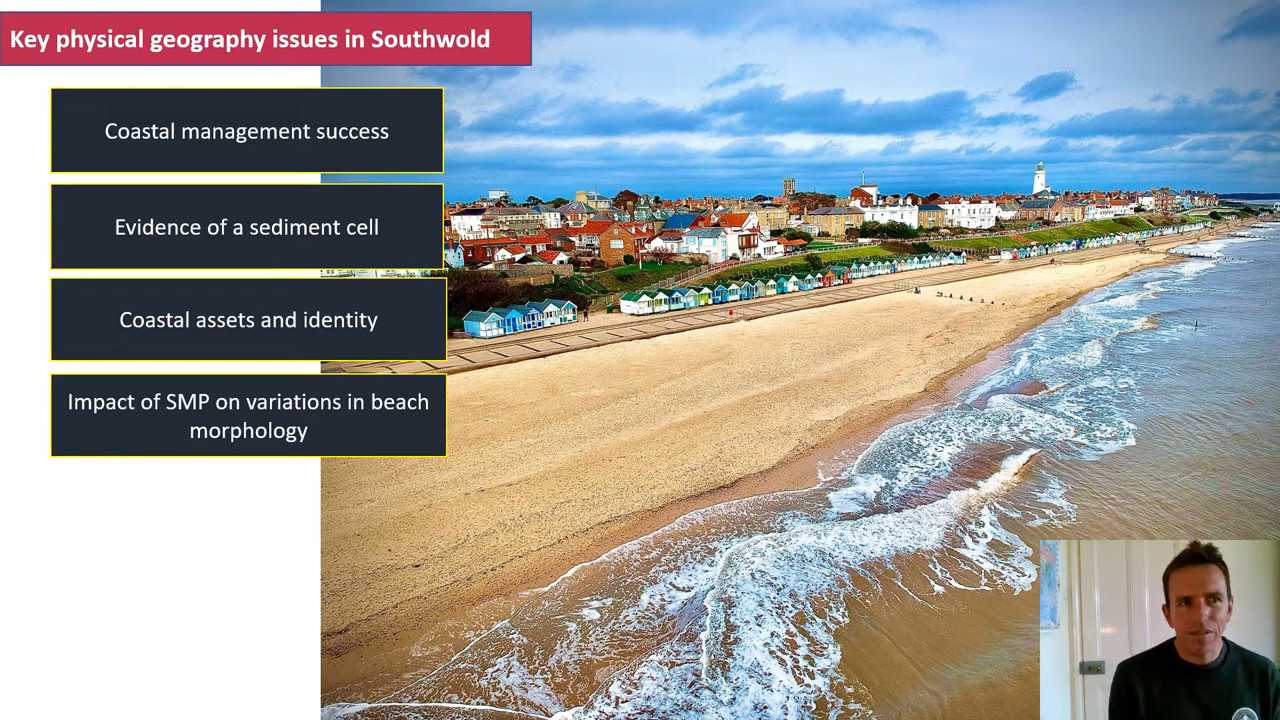 Key physical geography issues in Southwold
Coastal management success
Evidence of a sediment cell
Coastal assets and identity
Impact of SMP on variations in beach
morphology